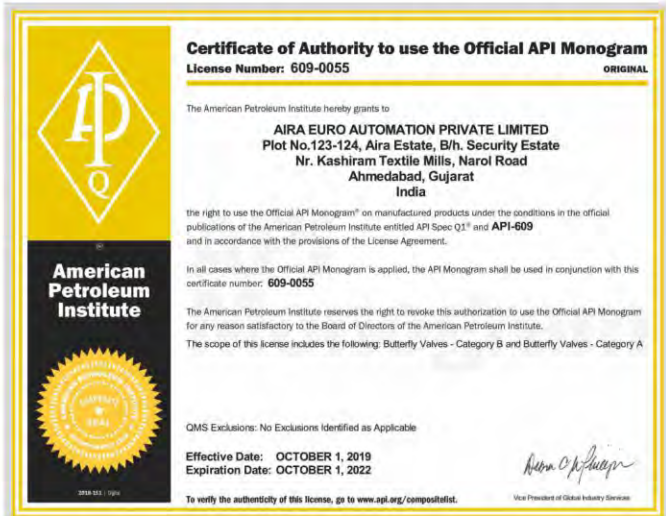 API
Q
American
Petroleum
Institute
2018-151 | Digital
Certificate of Authority to use the Official API Monogram
License Number: 609-0055
ORIGINAL
The American Petroleum Institute hereby grants to
AIRA EURO AUTOMATION PRIVATE LIMITED
Plot No.123-124, Aira Estate, B/h. Security Estate
Nr. Kashiram Textile Mills, Narol Road
Ahmedabad, Gujarat
India
the right to use the Official API Monogram® on manufactured products under the conditions in the official
publications of the American Petroleum Institute entitled API Spec Q1® and API-609
and in accordance with the provisions of the License Agreement.
In all cases where the Official API Monogram is applied, the API Monogram shall be used in conjunction with this
certificate number: 609-0055
The American Petroleum Institute reserves the right to revoke this authorization to use the Official API Monogram
for any reason satisfactory to the Board of Directors of the American Petroleum Institute.
The scope of this license includes the following: Butterfly Valves - Category B and Butterfly Valves - Category A
QMS Exclusions: No Exclusions Identified as Applicable
Effective Date: OCTOBER 1, 2019
Expiration Date: OCTOBER 1, 2022
To verify the authenticity of this license, go to www.api.org/compositelist.
Vice President of Global Industry Services